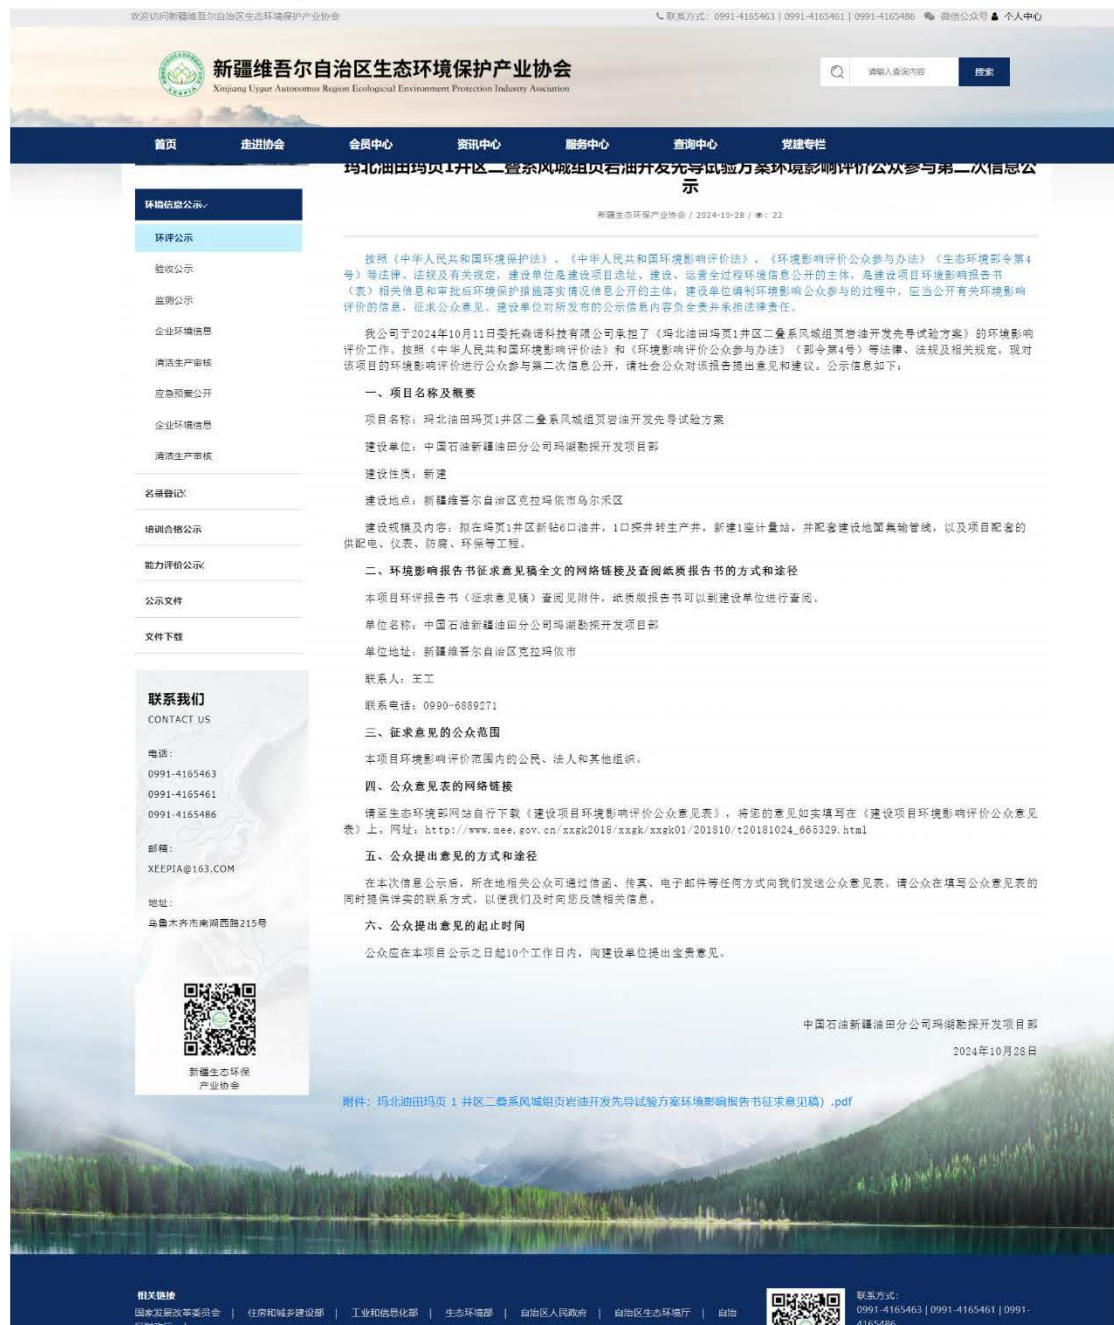 欢迎访问新疆维吾尔自治区生态环境保护产业协会
联系方式：0991-4165463 | 0991-4165461 | 0991-4165486 微信公众号 个人中心
新疆维吾尔自治区生态环境保护产业协会
Xinjiang Uygur Autonomus Region Ecologicial Environment Protection Industry Assciation
XEEPIA
请输入查询内容 搜索
首页 走进协会 会员中心 资讯中心 服务中心 查询中心 党建专栏
环境信息公示
环评公示
验收公示
监测公示
企业环境信息
清洁生产审核
应急预案公开
企业环境信息
清洁生产审核
名录登记
培训合格公示
能力评价公示
公示文件
文件下载
联系我们
CONTACT US
电话：
0991-4165463
0991-4165461
0991-4165486
邮箱：
XEEPIA@163.COM
地址：
乌鲁木齐市南湖西路215号
新疆生态环保
产业协会
玛北油田玛页1井区二叠系风城组页岩油开发先导试验方案环境影响评价公众参与第二次信息公
示
新疆生态环保产业协会 / 2024-10-28 / ：22
按照《中华人民共和国环境保护法》、《中华人民共和国环境影响评价法》、《环境影响评价公众参与办法》（生态环境部令第4
号）等法律、法规及有关规定，建设单位是建设项目选址、建设、运营全过程环境信息公开的主体，是建设项目环境影响报告书
（表）相关信息和审批后环境保护措施落实情况信息公开的主体；建设单位编制环境影响公众参与的过程中，应当公开有关环境影响
评价的信息，征求公众意见。建设单位对所发布的公示信息内容负全责并承担法律责任。
我公司于2024年10月11日委托森诺科技有限公司承担了《玛北油田玛页1井区二叠系风城组页岩油开发先导试验方案》的环境影响
评价工作。按照《中华人民共和国环境影响评价法》和《环境影响评价公众参与办法》（部令第4号）等法律、法规及相关规定，现对
该项目的环境影响评价进行公众参与第二次信息公开，请社会公众对该报告提出意见和建议。公示信息如下：
一、项目名称及概要
项目名称：玛北油田玛页1井区二叠系风城组页岩油开发先导试验方案
建设单位：中国石油新疆油田分公司玛湖勘探开发项目部
建设性质：新建
建设地点：新疆维吾尔自治区克拉玛依市乌尔禾区
建设规模及内容：拟在玛页1井区新钻6口油井，1口探井转生产井，新建1座计量站，并配套建设地面集输管线，以及项目配套的
供配电、仪表、防腐、环保等工程。
二、环境影响报告书征求意见稿全文的网络链接及查阅纸质报告书的方式和途径
本项目环评报告书（征求意见稿）查阅见附件，纸质版报告书可以到建设单位进行查阅。
单位名称：中国石油新疆油田分公司玛湖勘探开发项目部
单位地址：新疆维吾尔自治区克拉玛依市
联系人：王工
联系电话：0990-6889271
三、征求意见的公众范围
本项目环境影响评价范围内的公民、法人和其他组织。
四、公众意见表的网络链接
请至生态环境部网站自行下载《建设项目环境影响评价公众意见表》，将您的意见如实填写在《建设项目环境影响评价公众意见
表》上。网址：http://www.mee.gov.cn/xxgk2018/xxgk/xxgk01/201810/t20181024_665329.html
五、公众提出意见的方式和途径
在本次信息公示后，所在地相关公众可通过信函、传真、电子邮件等任何方式向我们发送公众意见表。请公众在填写公众意见表的
同时提供详实的联系方式，以便我们及时向您反馈相关信息。
六、公众提出意见的起止时间
公众应在本项目公示之日起10个工作日内，向建设单位提出宝贵意见。
中国石油新疆油田分公司玛湖勘探开发项目部
2024年10月28日
附件：玛北油田玛页 1 井区二叠系风城组页岩油开发先导试验方案环境影响报告书征求意见稿）.pdf
相关链接
国家发展改革委员会 | 住房和城乡建设部 | 工业和信息化部 | 生态环境部 | 自治区人民政府 | 自治区生态环境厅 | 自治
联系方式：
0991-4165463 | 0991-4165461 | 0991-
4165486